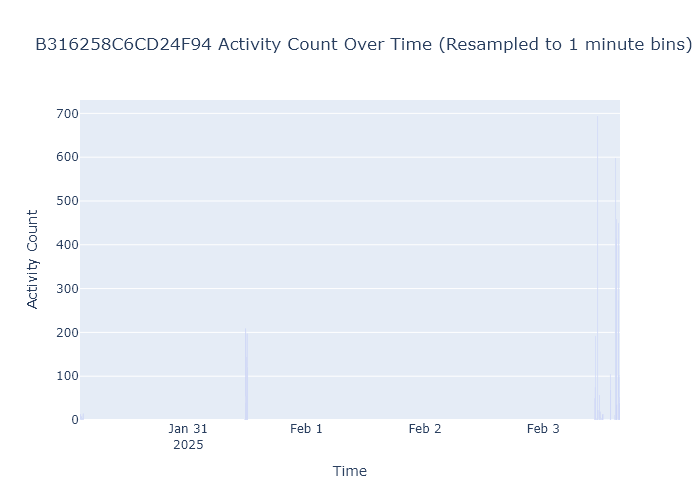 B316258C6CD24F94 Activity Count Over Time (Resampled to 1 minute bins)
700
600
500
400
300
200
100
0
Activity Count
Jan 31
2025
Feb 1
Feb 2
Feb 3
Time